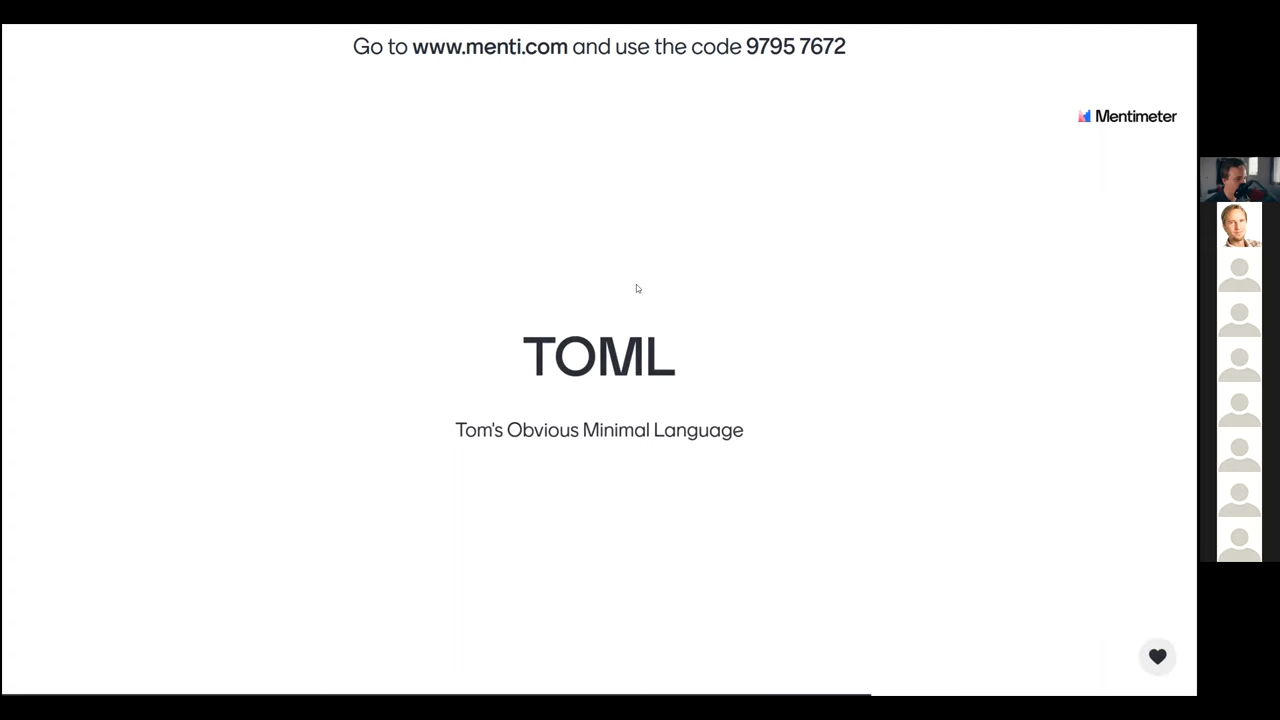 Go to www.menti.com and use the code 9795 7672
Mentimeter
TOML
Tom's Obvious Minimal Language